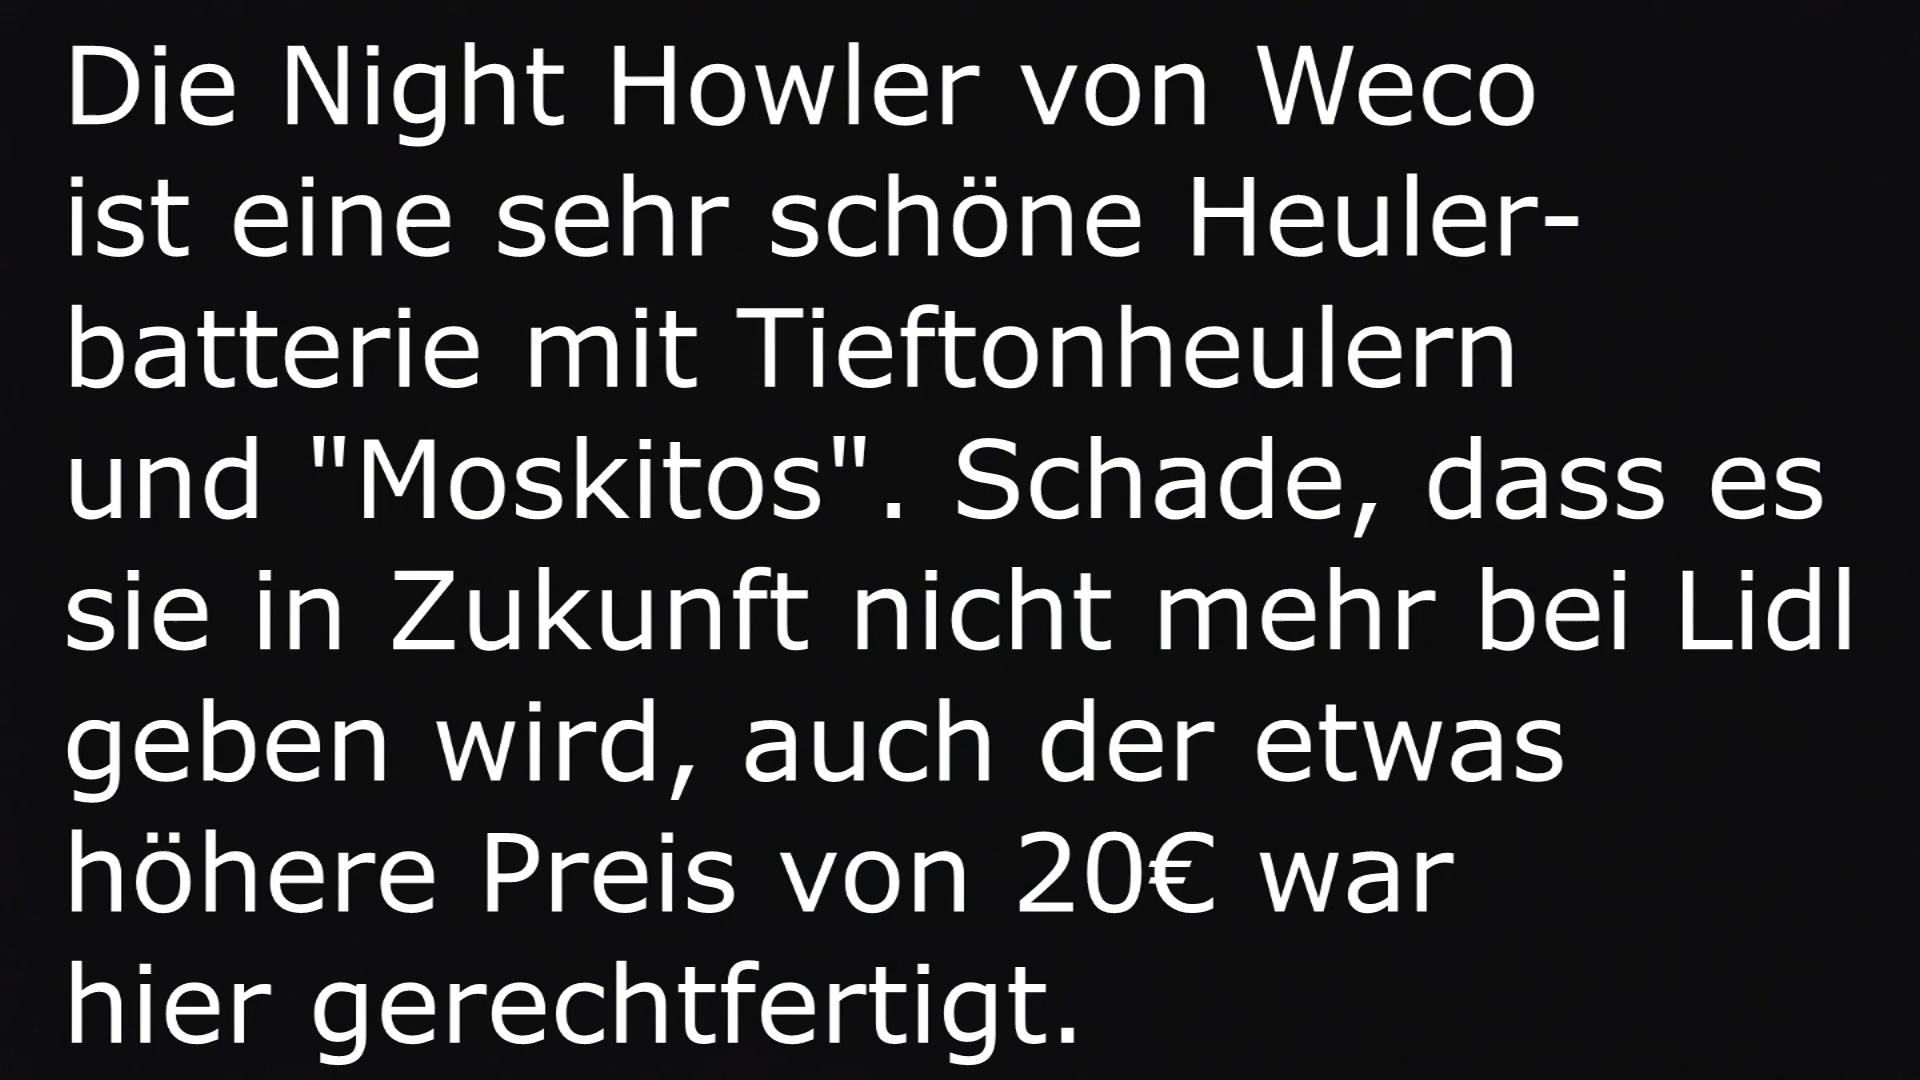 Die Night Howler von Weco
ist eine sehr schöne Heuler-
batterie mit Tieftonheulern
und "Moskitos". Schade, dass es
sie in Zukunft nicht mehr bei Lidl
geben wird, auch der etwas
höhere Preis von 20€ war
hier gerechtfertigt.